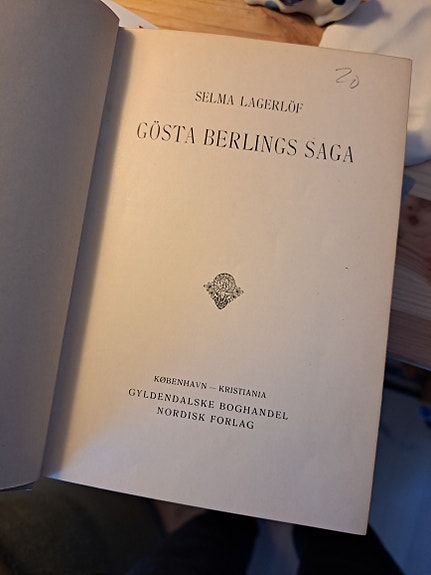 20
SELMA LAGERLÖF
GÖSTA BERLINGS SAGA
KØBENHAVN — KRISTIANIA
GYLDENDALSKE BOGHANDEL
NORDISK FORLAG